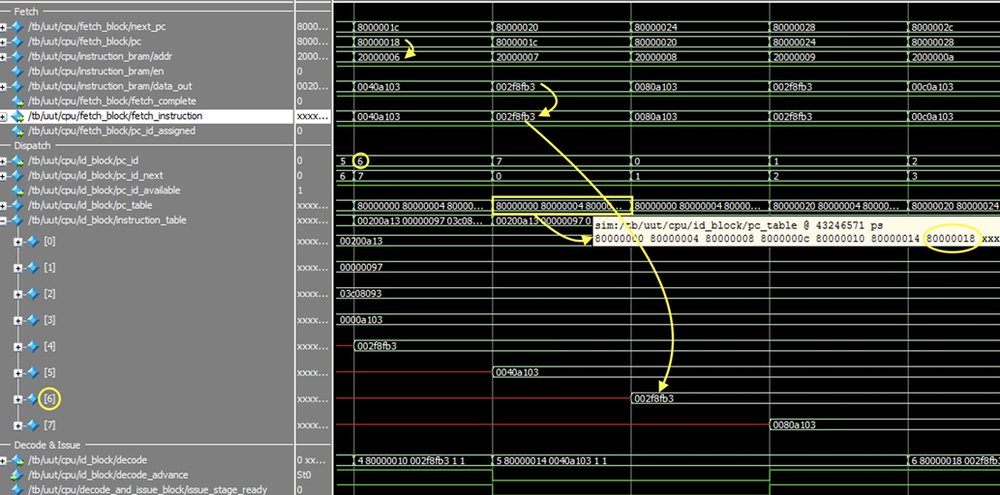 Fetch
/tb/uut/cpu/fetch_block/next_pc 8000... 8000001c 80000020 80000024 80000028 8000002c
/tb/uut/cpu/fetch_block/pc 8000... 80000018 8000001c 80000020 80000024 80000028
/tb/uut/cpu/instruction_bram/addr 2000... 20000006 20000007 20000008 20000009 2000000a
/tb/uut/cpu/instruction_bram/en 0
/tb/uut/cpu/instruction_bram/data_out 0020... 0040a103 002f8fb3 0080a103 002f8fb3 00c0a103
/tb/uut/cpu/fetch_block/fetch_complete 0
/tb/uut/cpu/fetch_block/fetch_instruction xxxx... 0040a103 002f8fb3 0080a103 002f8fb3 00c0a103
/tb/uut/cpu/fetch_block/pc_id_assigned 0
Dispatch
/tb/uut/cpu/id_block/pc_id 0 5 6 7 0 1 2
/tb/uut/cpu/id_block/pc_id_next 0 6 7 0 1 2 3
/tb/uut/cpu/id_block/pc_id_available 1
/tb/uut/cpu/id_block/pc_table xxxx... 80000000 80000004 80000... 80000000 80000004 80000... 80000000 80000004 80000... 80000020 80000004 80000... 80000020 80000024
/tb/uut/cpu/id_block/instruction_table xxxx... 00200a13 00000097 03c08... 00200a13 00000097 0
sim:/tb/uut/cpu/id_block/pc_table @ 43246571 ps
80000000 80000004 80000008 8000000c 80000010 80000014 80000018 xxx
[0] xxxx... 00200a13
[1] xxxx... 00000097
[2] xxxx... 03c08093
[3] xxxx... 0000a103
[4] xxxx... 002f8fb3
[5] xxxx... 0040a103
[6] xxxx... 002f8fb3
[7] xxxx... 0080a103
Decode & Issue
/tb/uut/cpu/id_block/decode 0 xx... 4 80000010 002f8fb3 1 1 5 80000014 0040a103 1 1 6 80000018 002f8fb3
/tb/uut/cpu/id_block/decode_advance St0
/tb/uut/cpu/decode_and_issue_block/issue_stage_ready 0